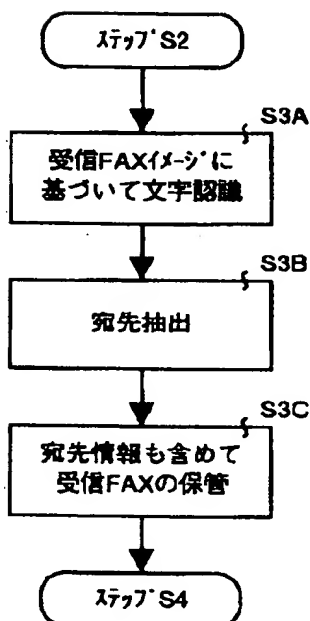 ｽﾃｯﾌﾟS2
S3A
受信FAXｲﾒｰｼﾞに
基づいて文字認識
S3B
宛先抽出
S3C
宛先情報も含めて
受信FAXの保管
ｽﾃｯﾌﾟS4